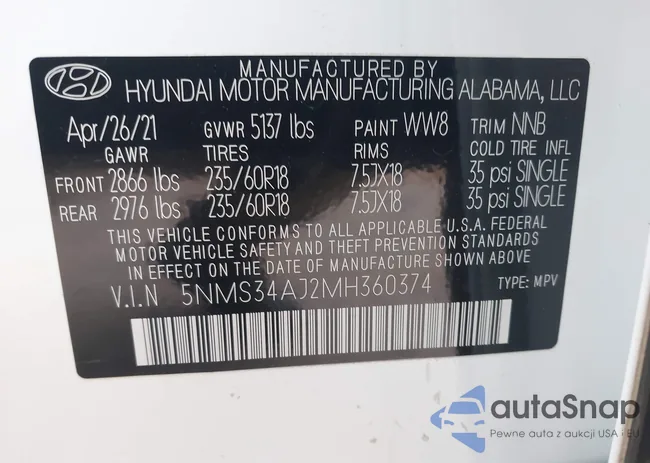 MANUFACTURED BY
HYUNDAI MOTOR MANUFACTURING ALABAMA, LLC
Apr/26/21 GVWR 5137 lbs PAINT WW8 TRIM NNB
GAWR TIRES RIMS COLD TIRE INFL
FRONT 2866 lbs 235/60R18 7.5JX18 35 psi SINGLE
REAR 2976 lbs 235/60R18 7.5JX18 35 psi SINGLE
THIS VEHICLE CONFORMS TO ALL APPLICABLE U.S.A. FEDERAL
MOTOR VEHICLE SAFETY AND THEFT PREVENTION STANDARDS
IN EFFECT ON THE DATE OF MANUFACTURE SHOWN ABOVE.
V.I.N 5NMS34AJ2MH360374 TYPE: MPV
autaSnap
Pewne auta z aukcji USA - EU